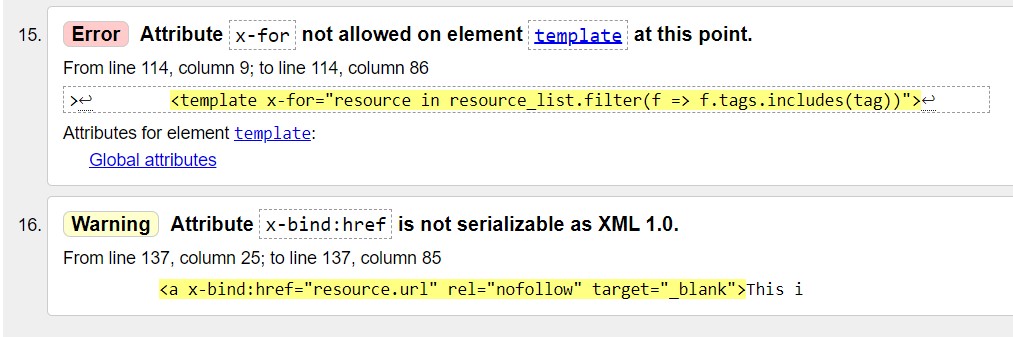 15. Error Attribute x-for not allowed on element template at this point.
From line 114, column 9; to line 114, column 86
>↩ <template x-for="resource in resource_list.filter(f => f.tags.includes(tag))">↩
Attributes for element template:
Global attributes
16. Warning Attribute x-bind:href is not serializable as XML 1.0.
From line 137, column 25; to line 137, column 85
<a x-bind:href="resource.url" rel="nofollow" target="_blank">This i